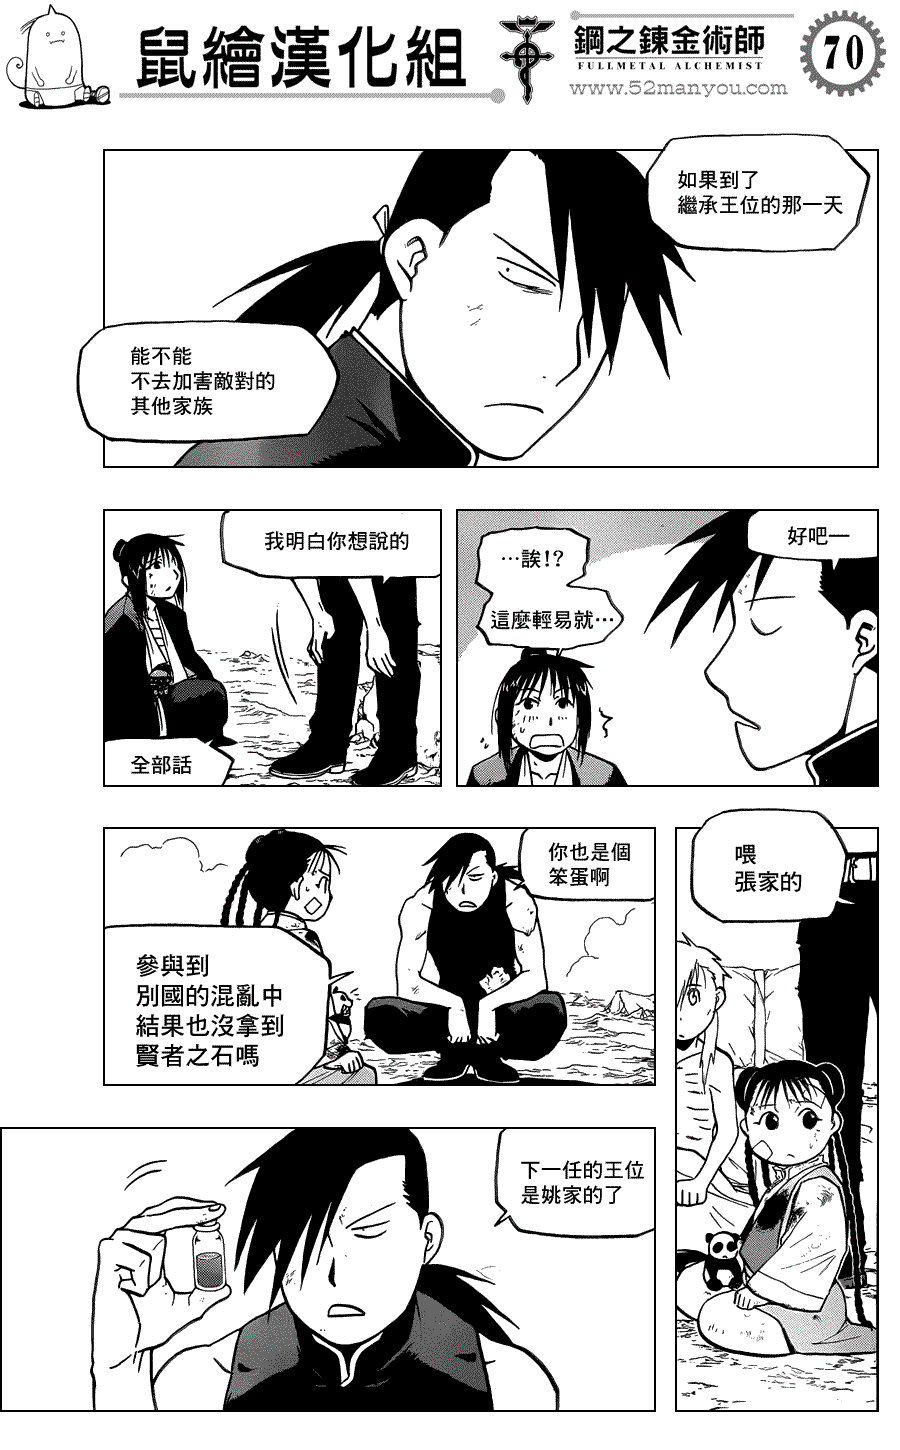 鼠繪漢化組
鋼之鍊金術師
FULLMETAL ALCHEMIST
www.52manyou.com
70
如果到了
繼承王位的那一天
能不能
不去加害敵對的
其他家族
好吧—
…誒!?
這麼輕易就…
我明白你想說的
全部話
喂
張家的
你也是個
笨蛋啊
參與到
別國的混亂中
結果也沒拿到
賢者之石嗎
下一任的王位
是姚家的了